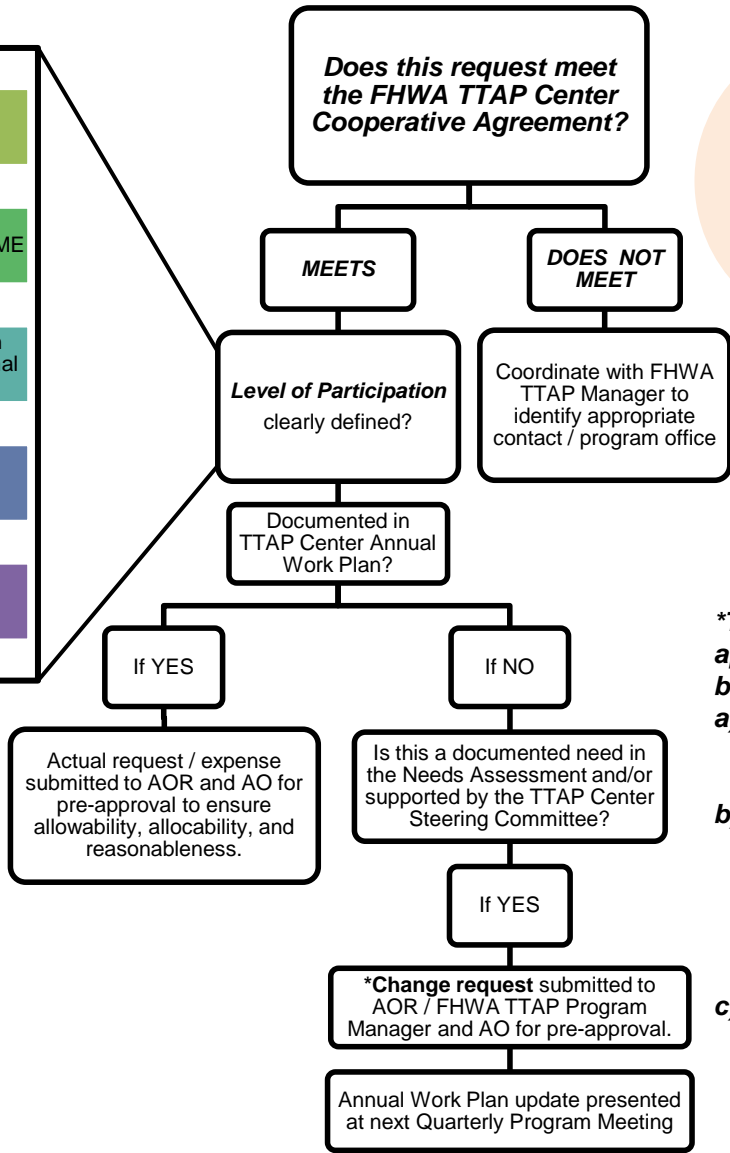 Does this request meet
the FHWA TTAP Center
Cooperative Agreement?
MEETS
DOES NOT
MEET
Level of Participation
clearly defined?
Coordinate with FHWA
TTAP Manager to
identify appropriate
contact / program office
Documented in
TTAP Center Annual
Work Plan?
If YES
If NO
Actual request / expense
submitted to AOR and AO for
pre-approval to ensure
allowability, allocability, and
reasonableness.
Is this a documented need in
the Needs Assessment and/or
supported by the TTAP Center
Steering Committee?
If YES
*Change request submitted to
AOR / FHWA TTAP Program
Manager and AO for pre-approval.
Annual Work Plan update presented
at next Quarterly Program Meeting